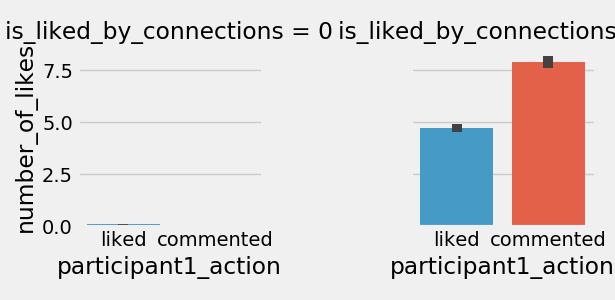 is_liked_by_connections = 0
is_liked_by_connections
number_of_likes
7.5
5.0
2.5
0.0
liked
commented
liked
commented
participant1_action
participant1_action